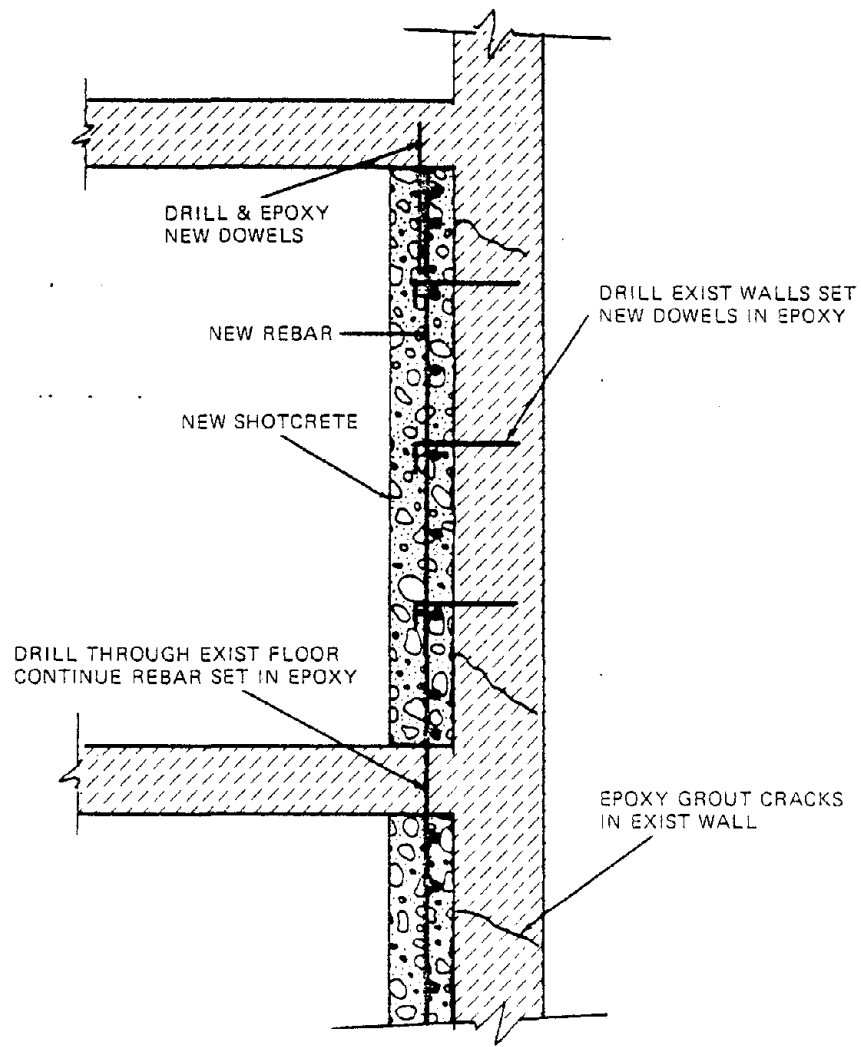 DRILL & EPOXY
NEW DOWELS
DRILL EXIST WALLS SET
NEW DOWELS IN EPOXY
NEW REBAR
NEW SHOTCRETE
DRILL THROUGH EXIST FLOOR
CONTINUE REBAR SET IN EPOXY
EPOXY GROUT CRACKS
IN EXIST WALL